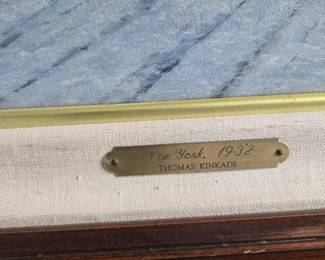 New York, 1932
THOMAS KINKADE